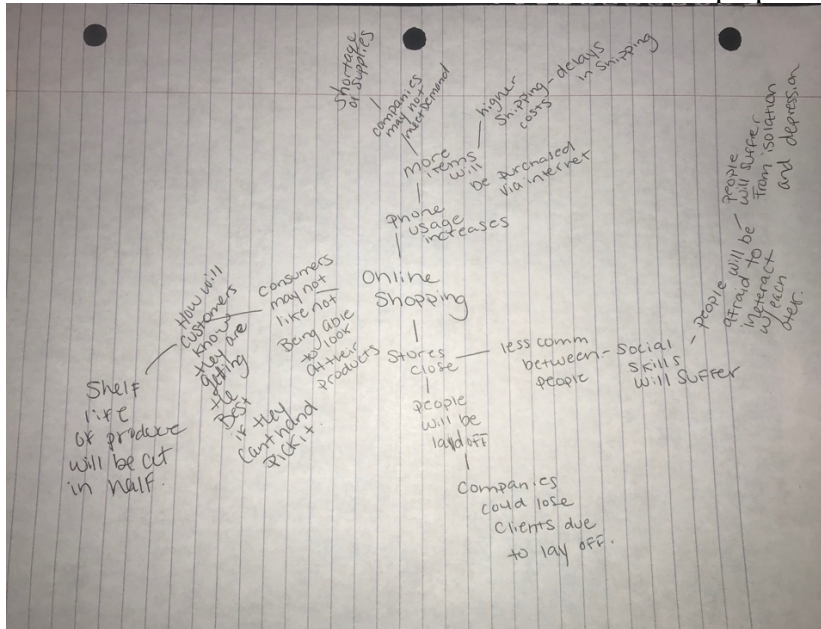 Shortage
of supplies
companies
may not
meet demand
higher
shipping - delays
costs
in shipping
more
items
will
be purchased
via internet
phone
usage
increases
Online
Shopping
consumers
may not
like not
Being able
to look
at their
products
How will
customers
know
they are
getting
the
Best
if they
cant hand
pick it.
Shelf
life
of produce
will be cut
in half.
Stores
close
less comm
between - social
people
skills
will suffer
people will be
afraid to
ineteract
w/ each
oter.
people
will suffer
from isolation
and depression
people
will be
layd off
Companies
could lose
clients due
to lay off.